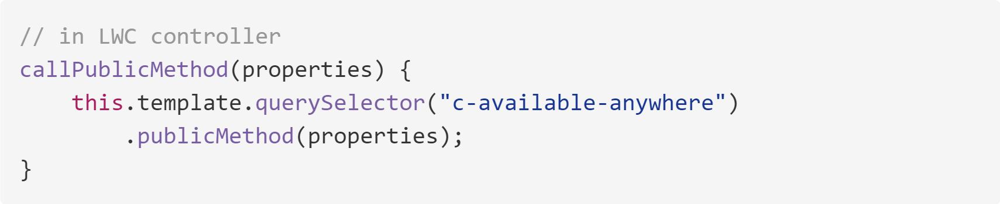 // in LWC controller
callPublicMethod(properties) {
    this.template.querySelector("c-available-anywhere")
        .publicMethod(properties);
}